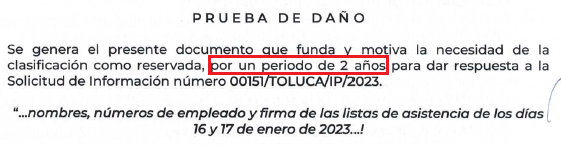 PRUEBA DE DAÑO
Se genera el presente documento que funda y motiva la necesidad de la
clasificación como reservada, por un periodo de 2 años para dar respuesta a la
Solicitud de Información número 00151/TOLUCA/IP/2023.
“...nombres, números de empleado y firma de las listas de asistencia de los días
16 y 17 de enero de 2023...!